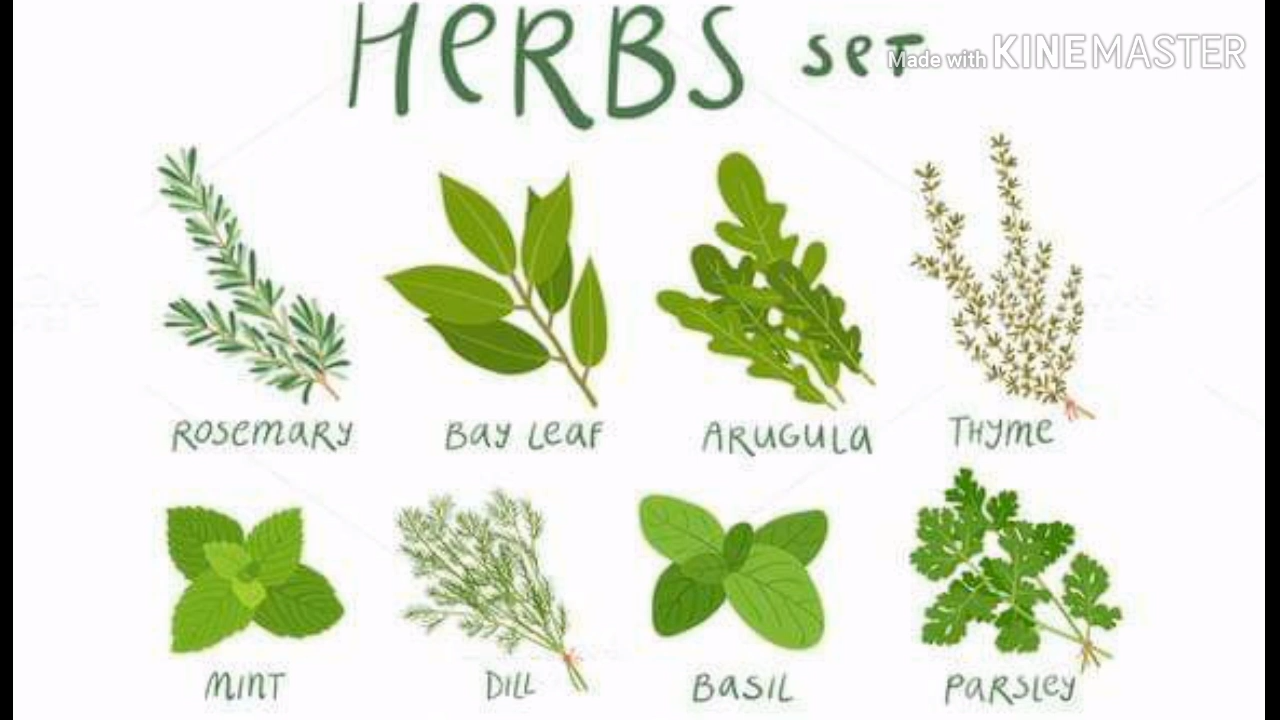 HERBS SET
Made with KINEMASTER
ROSEMARY
BAY LEAF
ARUGULA
THYME
MINT
DILL
BASIL
PARSLEY